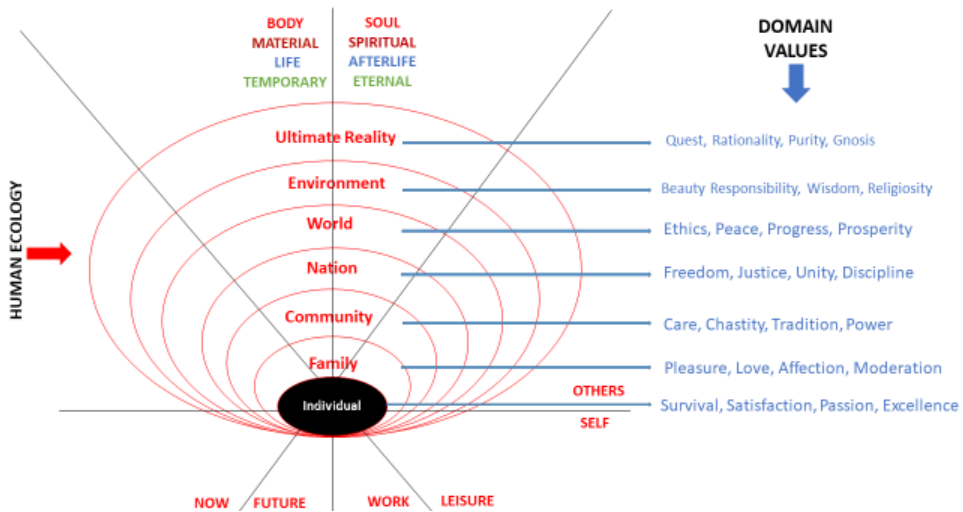 BODY SOUL
MATERIAL SPIRITUAL
LIFE AFTERLIFE
TEMPORARY ETERNAL
DOMAIN
VALUES
HUMAN ECOLOGY
Ultimate Reality
Quest, Rationality, Purity, Gnosis
Environment
Beauty Responsibility, Wisdom, Religiosity
World
Ethics, Peace, Progress, Prosperity
Nation
Freedom, Justice, Unity, Discipline
Community
Care, Chastity, Tradition, Power
Family
Pleasure, Love, Affection, Moderation
OTHERS
Individual
Survival, Satisfaction, Passion, Excellence
SELF
NOW FUTURE WORK LEISURE